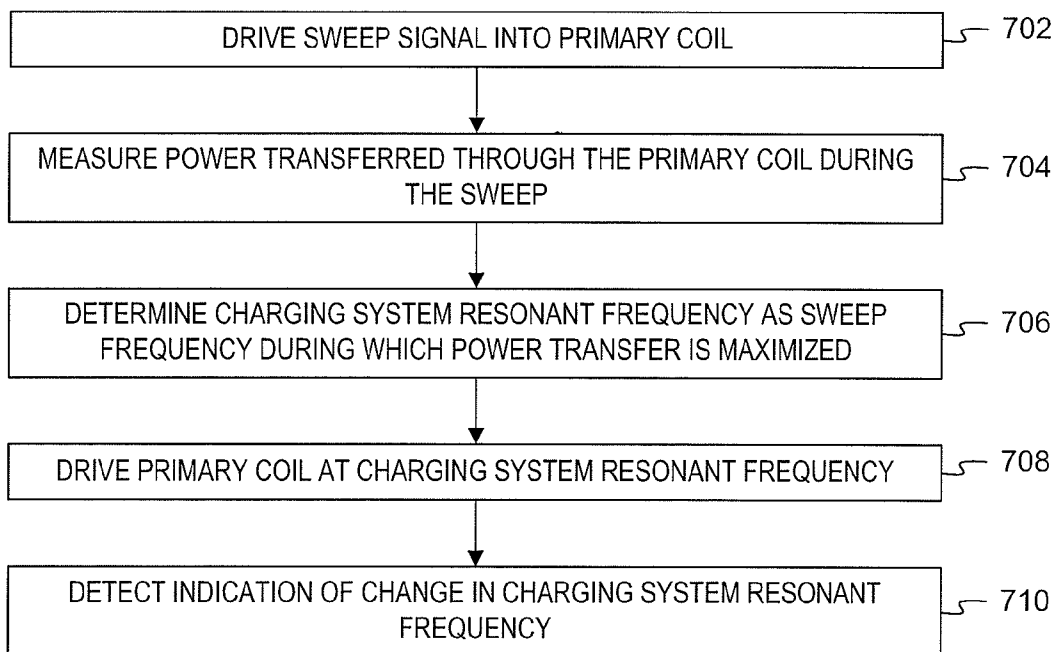 DRIVE SWEEP SIGNAL INTO PRIMARY COIL
702
MEASURE POWER TRANSFERRED THROUGH THE PRIMARY COIL DURING
THE SWEEP
704
DETERMINE CHARGING SYSTEM RESONANT FREQUENCY AS SWEEP
FREQUENCY DURING WHICH POWER TRANSFER IS MAXIMIZED
706
DRIVE PRIMARY COIL AT CHARGING SYSTEM RESONANT FREQUENCY
708
DETECT INDICATION OF CHANGE IN CHARGING SYSTEM RESONANT
FREQUENCY
710